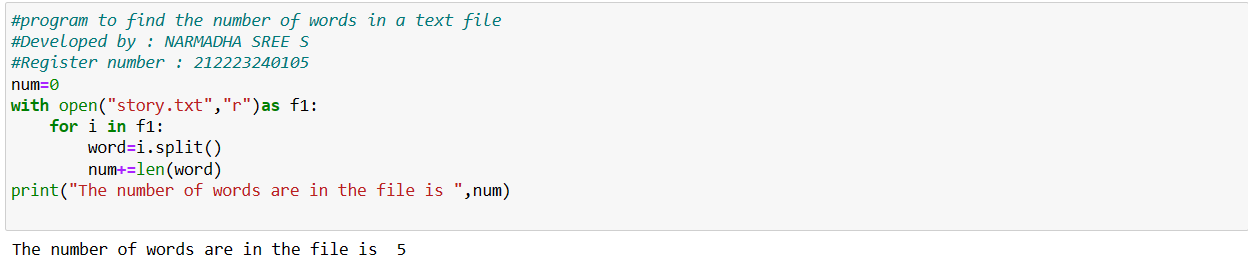 #program to find the number of words in a text file
#Developed by : NARMADHA SREE S
#Register number : 212223240105
num=0
with open("story.txt","r")as f1:
    for i in f1:
        word=i.split()
        num+=len(word)
print("The number of words are in the file is ",num)
The number of words are in the file is  5